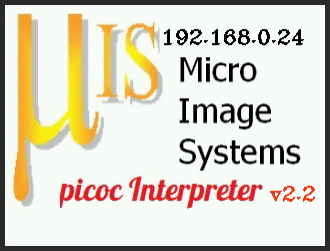 µIS 192.168.0.24
Micro
Image
Systems
picoc Interpreter v2.2